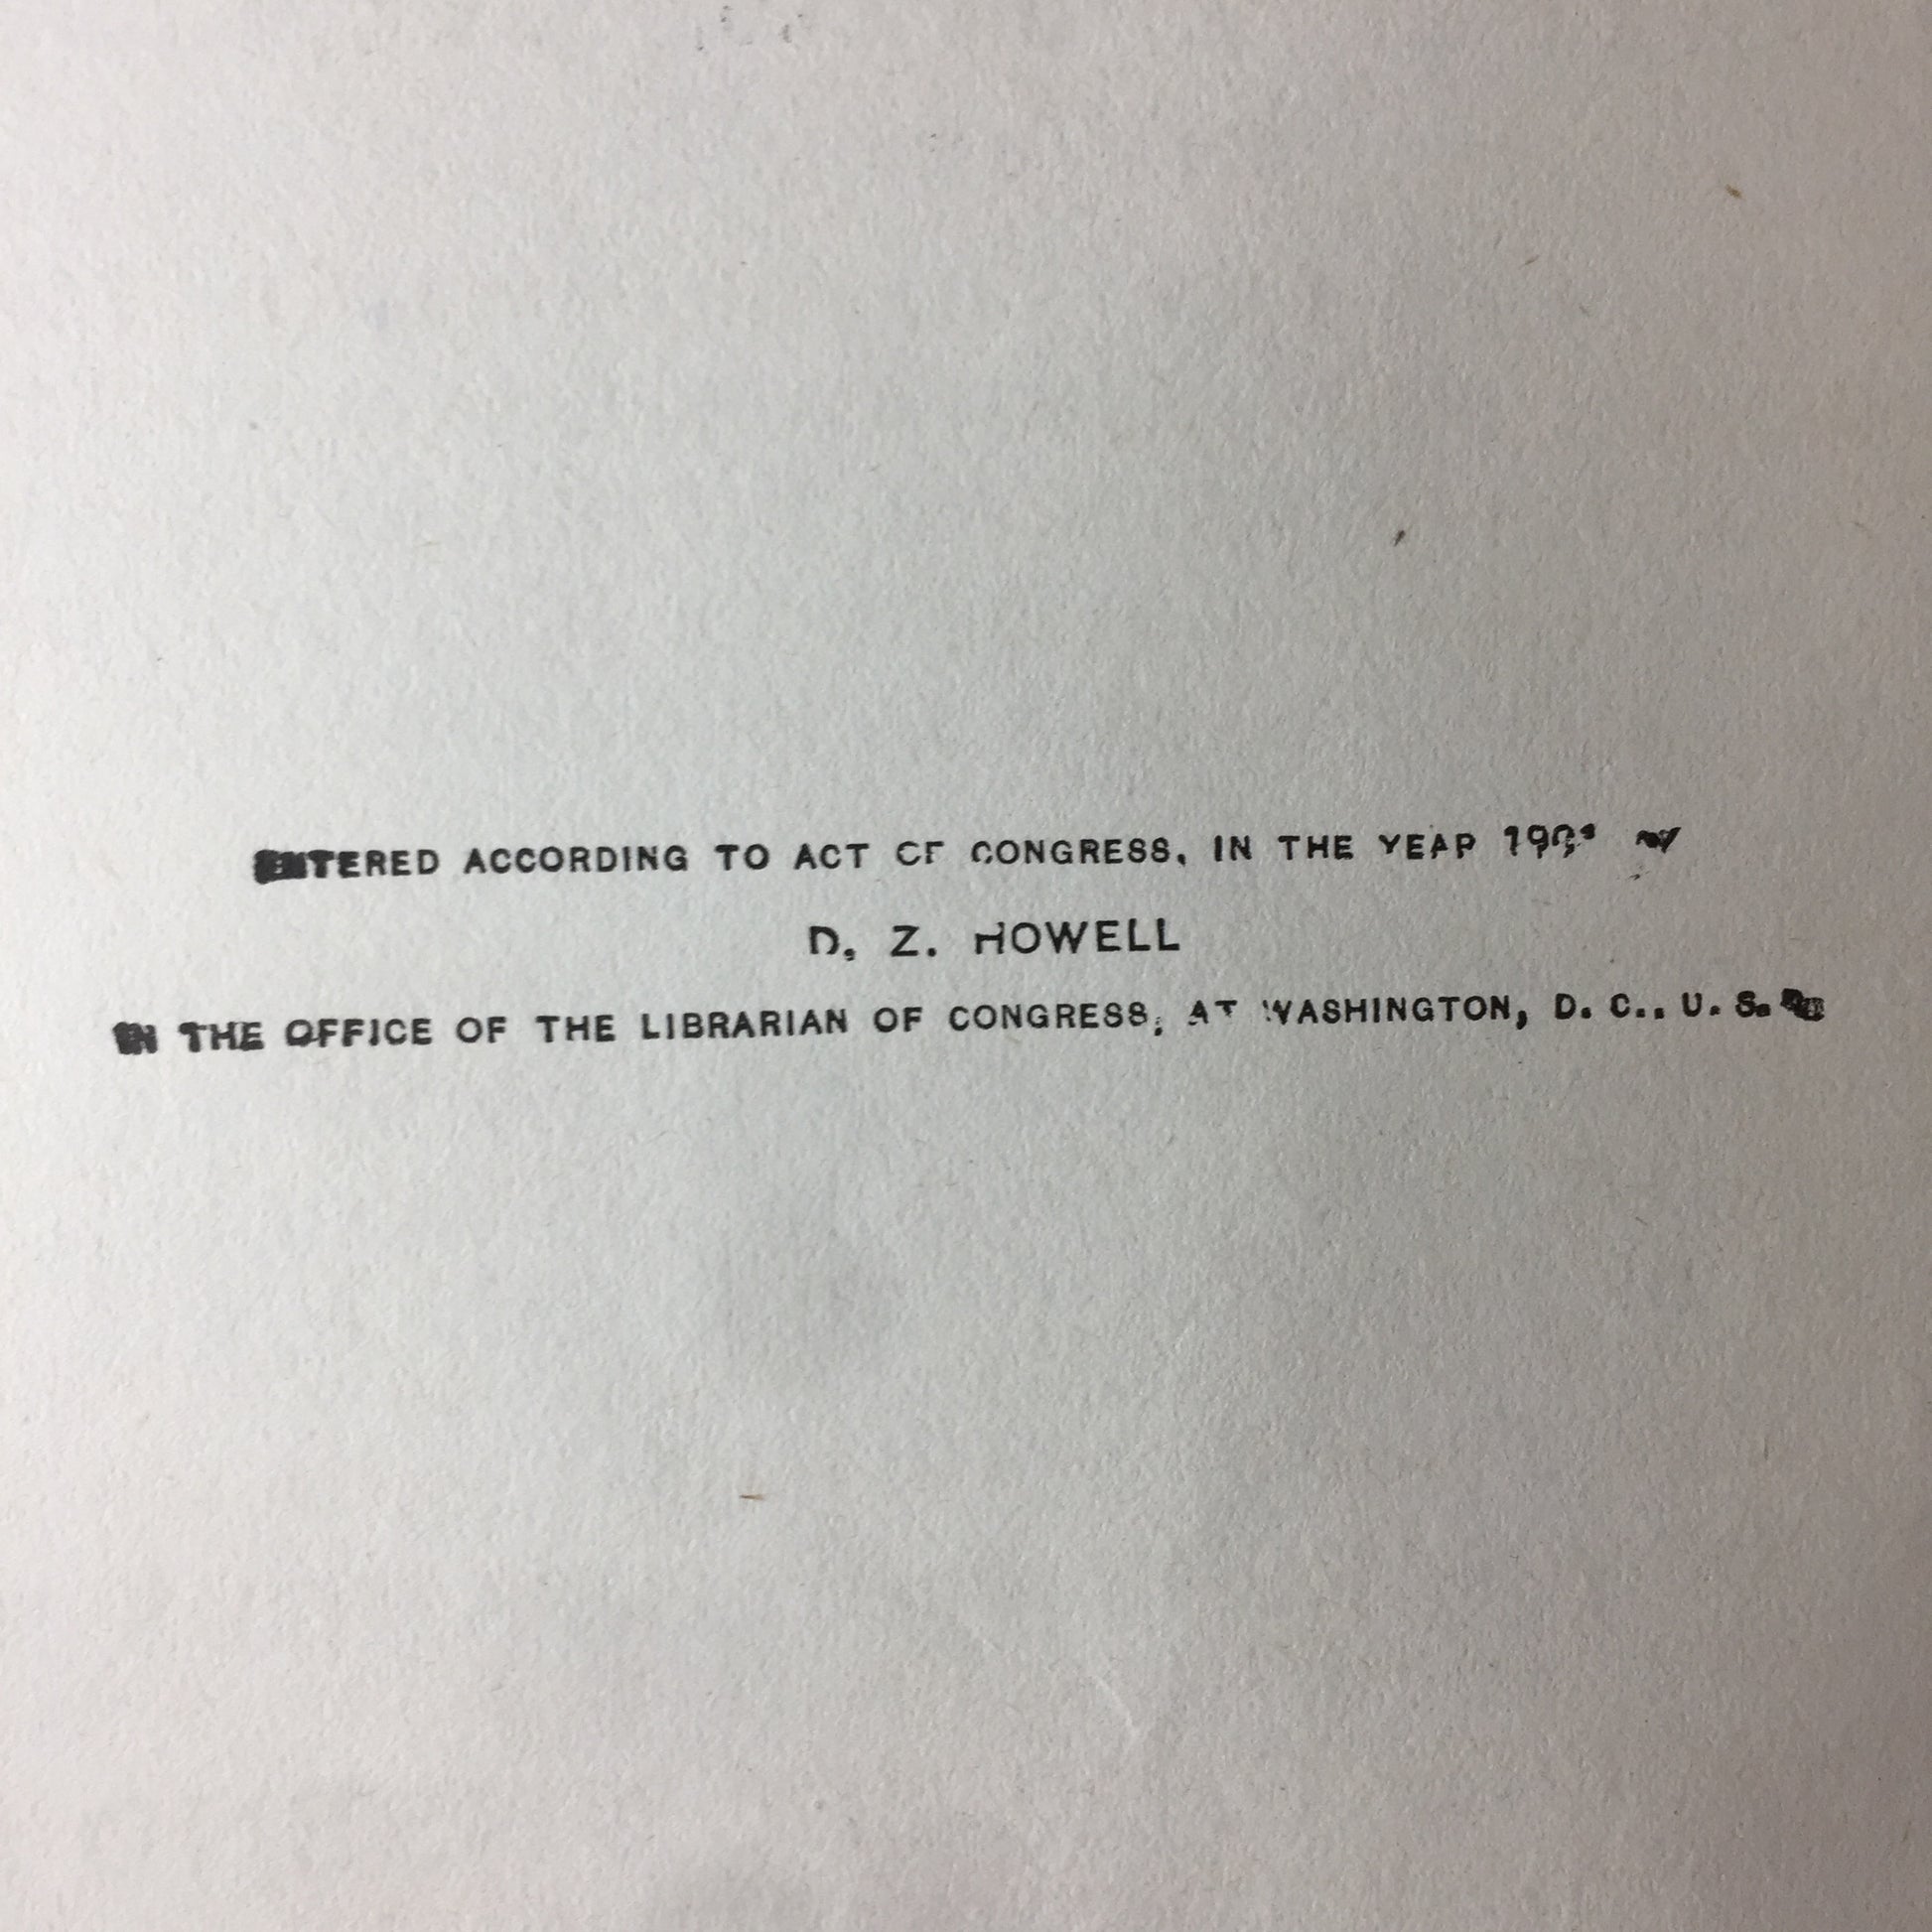 ENTERED ACCORDING TO ACT OF CONGRESS, IN THE YEAR
D. Z. HOWELL
IN THE OFFICE OF THE LIBRARIAN OF CONGRESS, AT WASHINGTON, D. C., U. S.